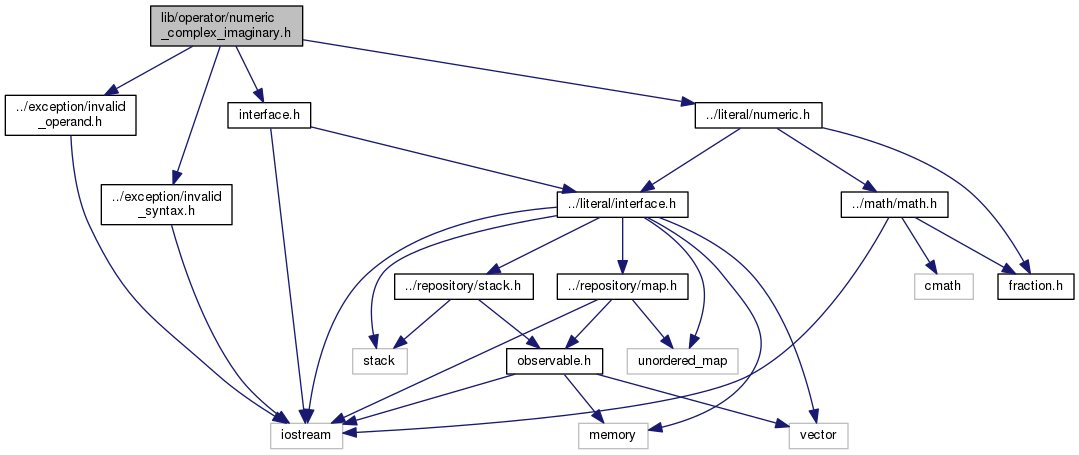 lib/operator/numeric
_complex_imaginary.h
../exception/invalid
_operand.h
interface.h
../literal/numeric.h
../exception/invalid
_syntax.h
../literal/interface.h
../math/math.h
../repository/stack.h
../repository/map.h
cmath
fraction.h
stack
observable.h
unordered_map
iostream
memory
vector